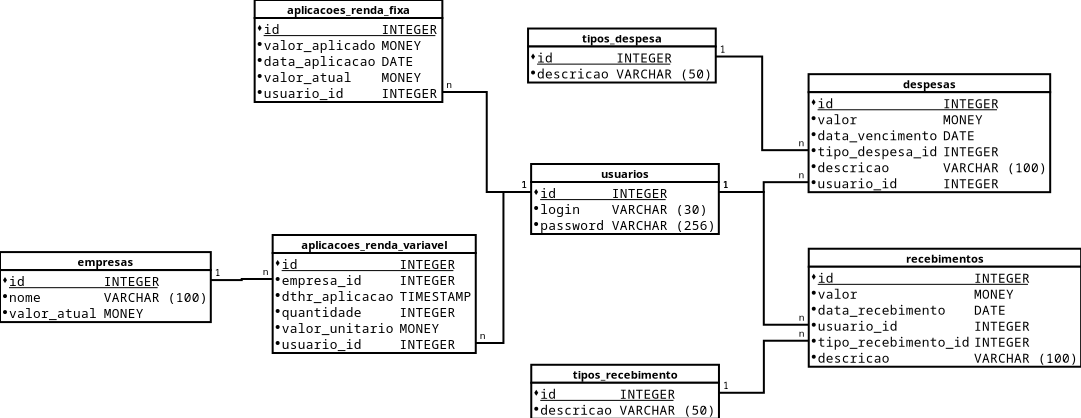 aplicacoes_renda_fixa
id INTEGER
valor_aplicado MONEY
data_aplicacao DATE
valor_atual MONEY
usuario_id INTEGER
n
tipos_despesa
id INTEGER
descricao VARCHAR (50)
1
despesas
id INTEGER
valor MONEY
data_vencimento DATE
tipo_despesa_id INTEGER
descricao VARCHAR (100)
usuario_id INTEGER
n
n
usuarios
id INTEGER
login VARCHAR (30)
password VARCHAR (256)
1
1
empresas
id INTEGER
nome VARCHAR (100)
valor_atual MONEY
1
aplicacoes_renda_variavel
id INTEGER
empresa_id INTEGER
dthr_aplicacao TIMESTAMP
quantidade INTEGER
valor_unitario MONEY
usuario_id INTEGER
n
n
recebimentos
id INTEGER
valor MONEY
data_recebimento DATE
usuario_id INTEGER
tipo_recebimento_id INTEGER
descricao VARCHAR (100)
n
n
tipos_recebimento
id INTEGER
descricao VARCHAR (50)
1